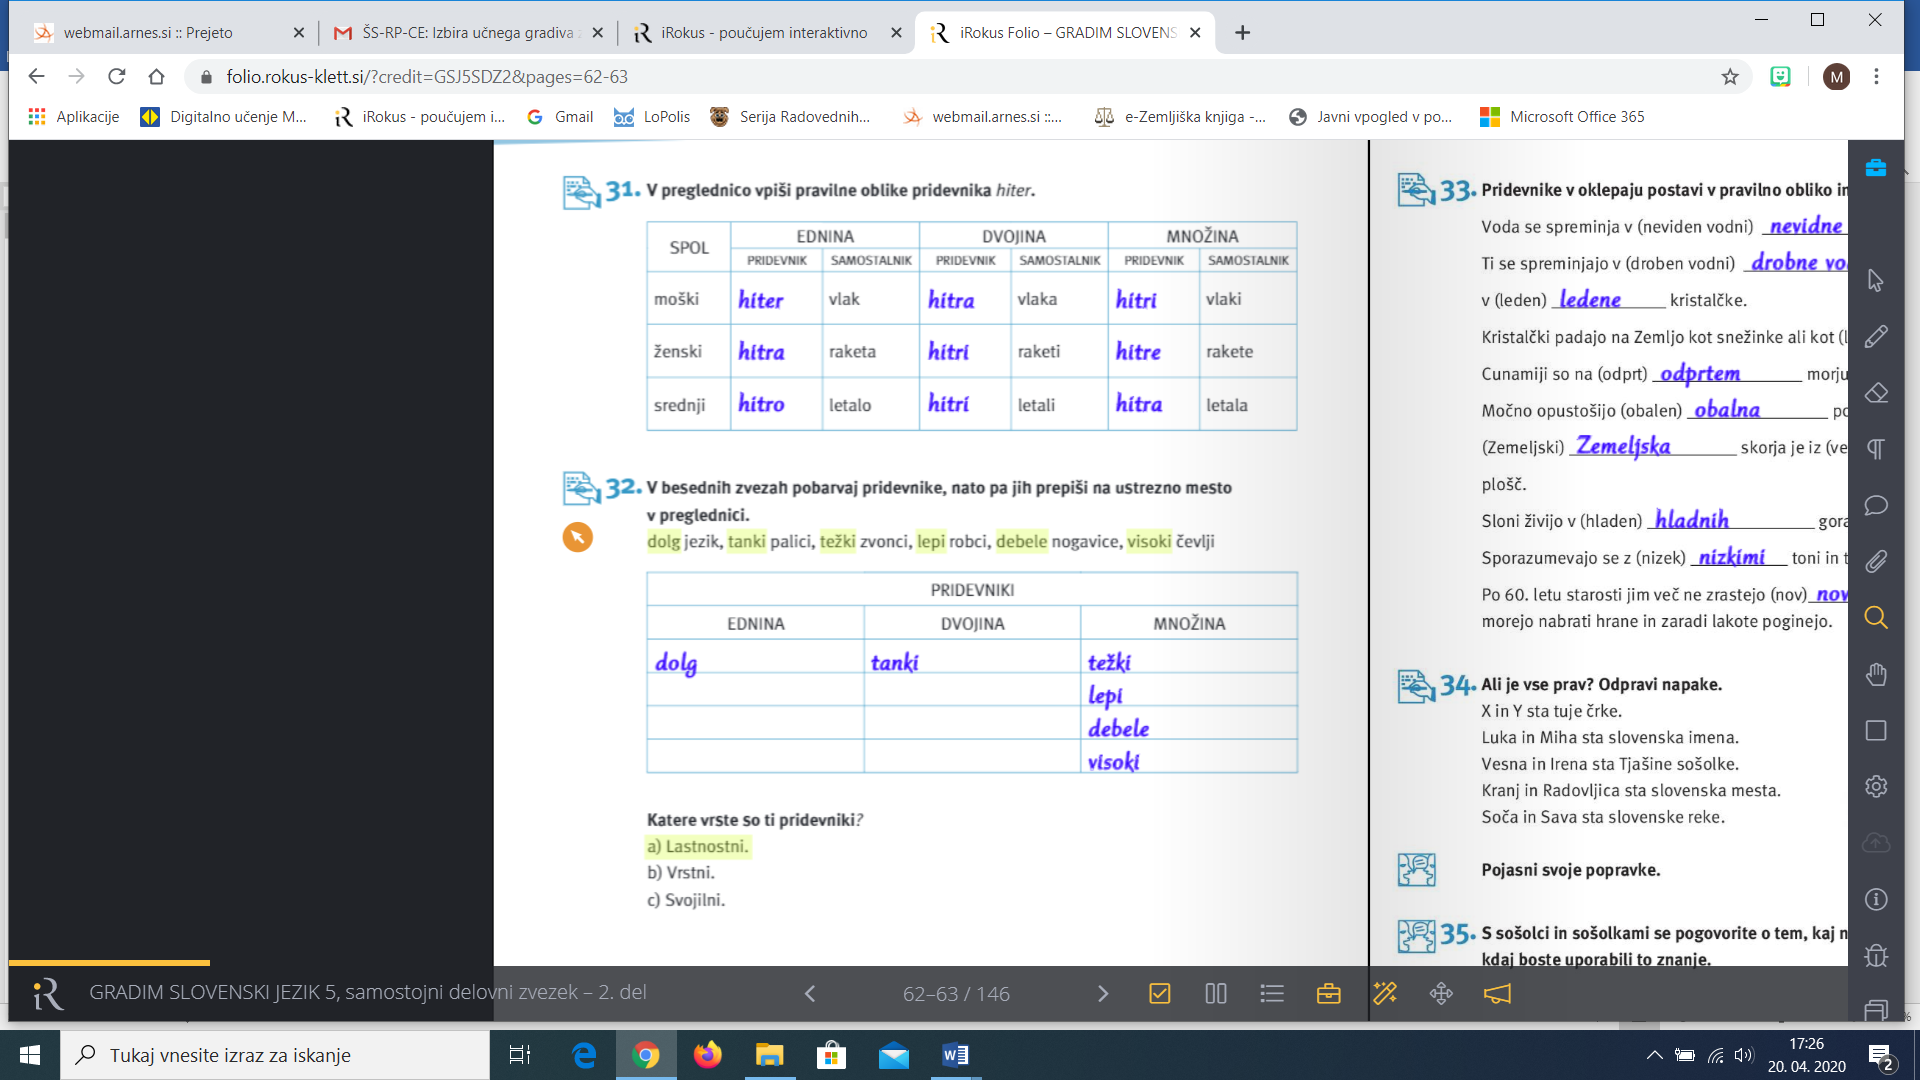 webmail.arnes.si :: Prejeto
ŠS-RP-CE: Izbira učnega gradiva
iRokus - poučujem interaktivno
iRokus Folio – GRADIM SLOVENS
folio.rokus-klett.si/?credit=GSJ5SDZ2&pages=62-63
M
Aplikacije
Digitalno učenje M...
iRokus - poučujem i...
Gmail
LoPolis
Serija Radovednih...
webmail.arnes.si ::...
e-Zemljiška knjiga -...
Javni vpogled v po...
Microsoft Office 365
31. V preglednico vpiši pravilne oblike pridevnika hiter.
SPOL EDNINA DVOJINA MNOŽINA
PRIDEVNIK SAMOSTALNIK PRIDEVNIK SAMOSTALNIK PRIDEVNIK SAMOSTALNIK
moški hiter vlak hitra vlaka hitri vlaki
ženski hitra raketa hitri raketi hitre rakete
srednji hitro letalo hitri letali hitra letala
32. V besednih zvezah pobarvaj pridevnike, nato pa jih prepiši na ustrezno mesto
v preglednici.
dolg jezik, tanki palici, težki zvonci, lepi robci, debele nogavice, visoki čevlji
PRIDEVNIKI
EDNINA DVOJINA MNOŽINA
dolg tanki težki
lepi
debele
visoki
Katere vrste so ti pridevniki?
a) Lastnostni.
b) Vrstni.
c) Svojilni.
33. Pridevnike v oklepaju postavi v pravilno obliko in
Voda se spreminja v (neviden vodni) nevidne
Ti se spreminjajo v (droben vodni) drobne vo
v (leden) ledene kristalčke.
Kristalčki padajo na Zemljo kot snežinke ali kot (l
Cunamiji so na (odprt) odprtem morju
Močno opustošijo (obalen) obalna po
(Zemeljski) Zemeljska skorja je iz (ve
plošč.
Sloni živijo v (hladen) hladnih gora
Sporazumevajo se z (nizek) nizkimi toni in t
Po 60. letu starosti jim več ne zrastejo (nov) nov
morejo nabrati hrane in zaradi lakote poginejo.
34. Ali je vse prav? Odpravi napake.
X in Y sta tuje črke.
Luka in Miha sta slovenska imena.
Vesna in Irena sta Tjašine sošolke.
Kranj in Radovljica sta slovenska mesta.
Soča in Sava sta slovenske reke.
Pojasni svoje popravke.
35. S sošolci in sošolkami se pogovorite o tem, kaj n
kdaj boste uporabili to znanje.
iR GRADIM SLOVENSKI JEZIK 5, samostojni delovni zvezek – 2. del
62–63 / 146
%
Tukaj vnesite izraz za iskanje
17:26
20. 04. 2020
2